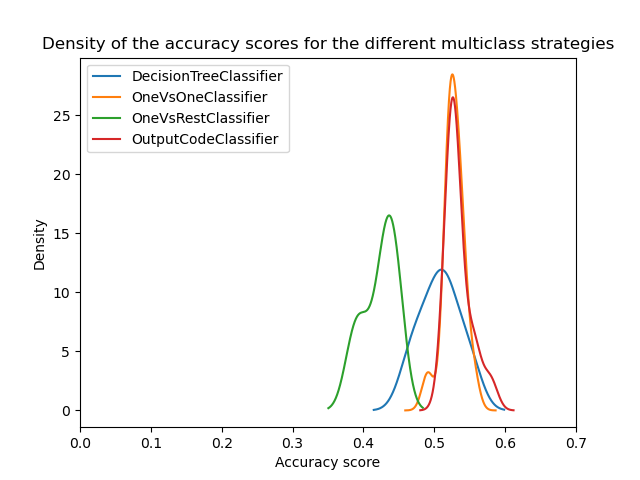 Density of the accuracy scores for the different multiclass strategies
DecisionTreeClassifier
OneVsOneClassifier
OneVsRestClassifier
OutputCodeClassifier
25
20
15
10
5
0
Density
0.0 0.1 0.2 0.3 0.4 0.5 0.6 0.7
Accuracy score